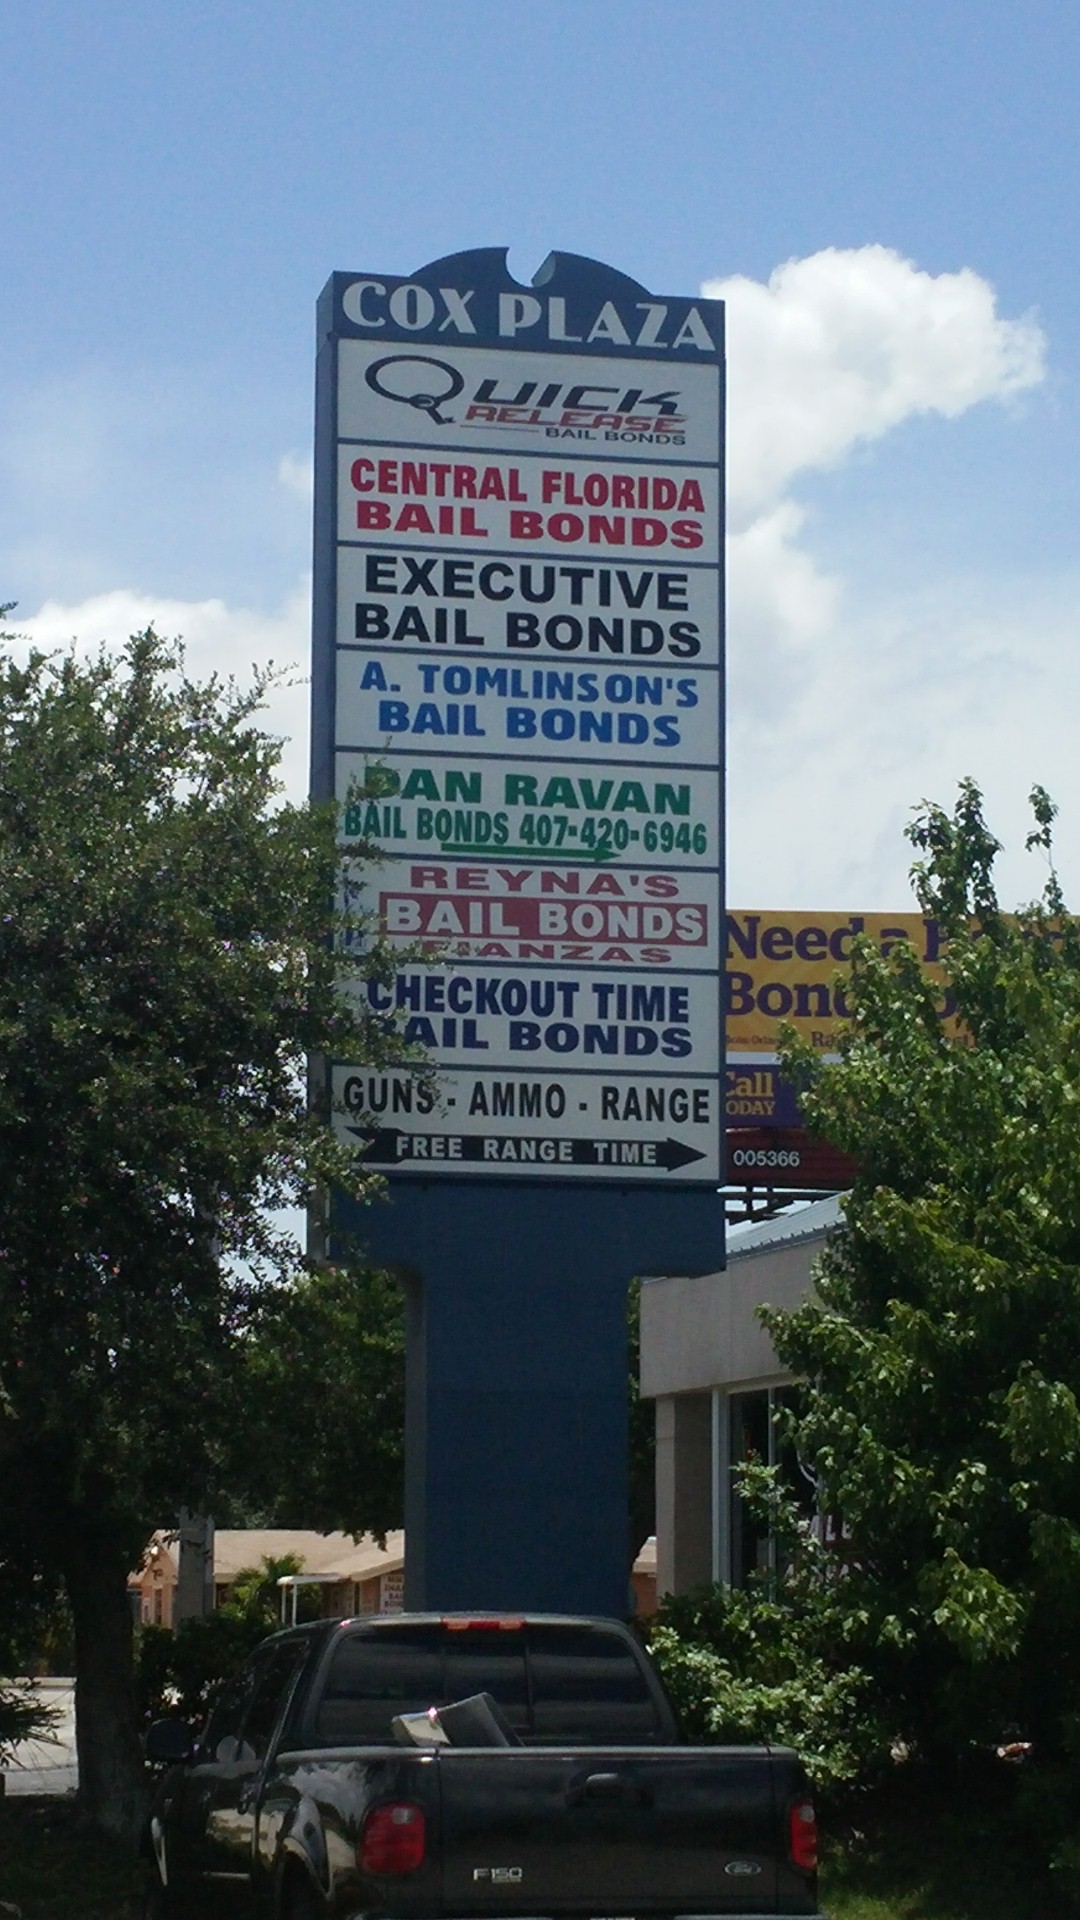 COX PLAZA
QUICK
RELEASE
BAIL BONDS
CENTRAL FLORIDA
BAIL BONDS
EXECUTIVE
BAIL BONDS
A. TOMLINSON'S
BAIL BONDS
DAN RAVAN
BAIL BONDS 407-420-6946
REYNA'S
BAIL BONDS
FIANZAS
CHECKOUT TIME
BAIL BONDS
GUNS - AMMO - RANGE
FREE RANGE TIME
Need a
Call
TODAY
005366
F150
Ford